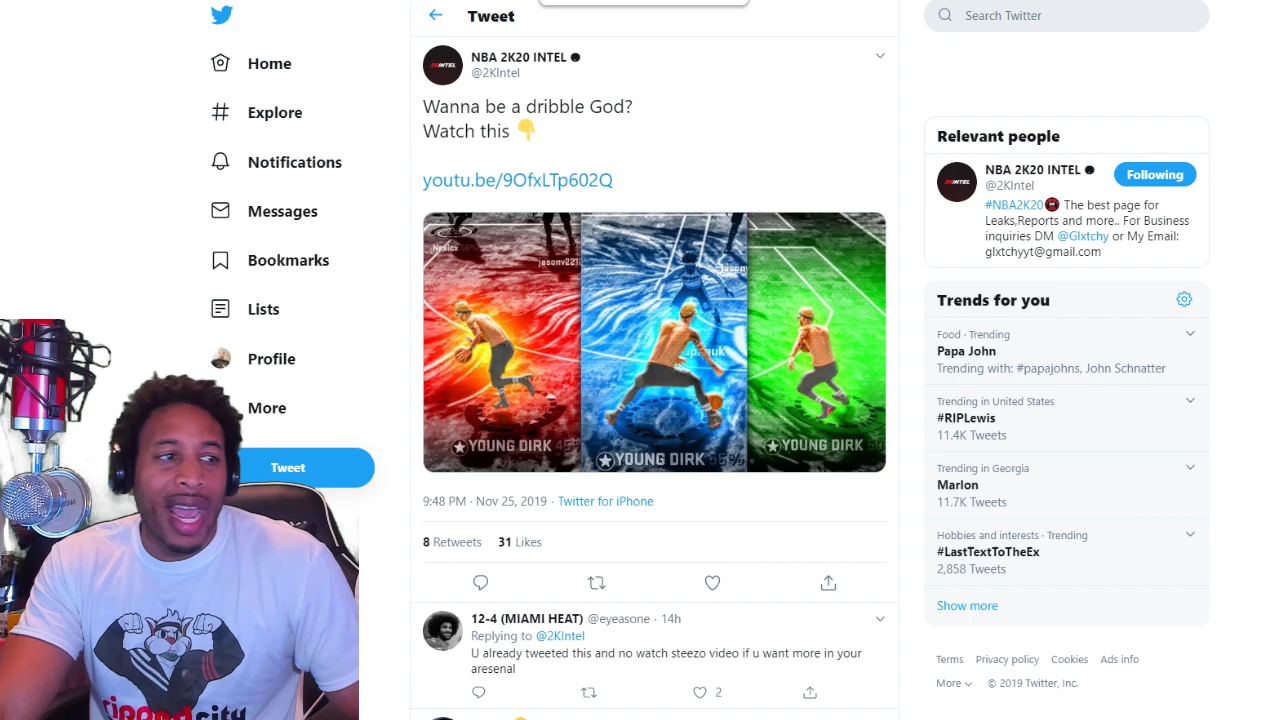 Tweet
Search Twitter
Home
Explore
Notifications
Messages
Bookmarks
Lists
Profile
More
Tweet
NBA 2K20 INTEL
@2KIntel
Wanna be a dribble God?
Watch this 👇
youtu.be/9OfxLTp602Q
YOUNG DIRK
YOUNG DIRK
YOUNG DIRK
9:48 PM · Nov 25, 2019 · Twitter for iPhone
8 Retweets 31 Likes
12-4 (MIAMI HEAT) @eyeasone · 14h
Replying to @2KIntel
U already tweeted this and no watch steezo video if u want more in your
aresenal
2
Relevant people
NBA 2K20 INTEL
@2KIntel
Following
#NBA2K20 The best page for
Leaks,Reports and more.. For Business
inquiries DM @Glxtchy or My Email:
glxtchyyt@gmail.com
Trends for you
Food · Trending
Papa John
Trending with: #papajohns, John Schnatter
Trending in United States
#RIPLewis
11.4K Tweets
Trending in Georgia
Marlon
11.7K Tweets
Hobbies and interests · Trending
#LastTextToTheEx
2,858 Tweets
Show more
Terms Privacy policy Cookies Ads info
More © 2019 Twitter, Inc.
ripped city